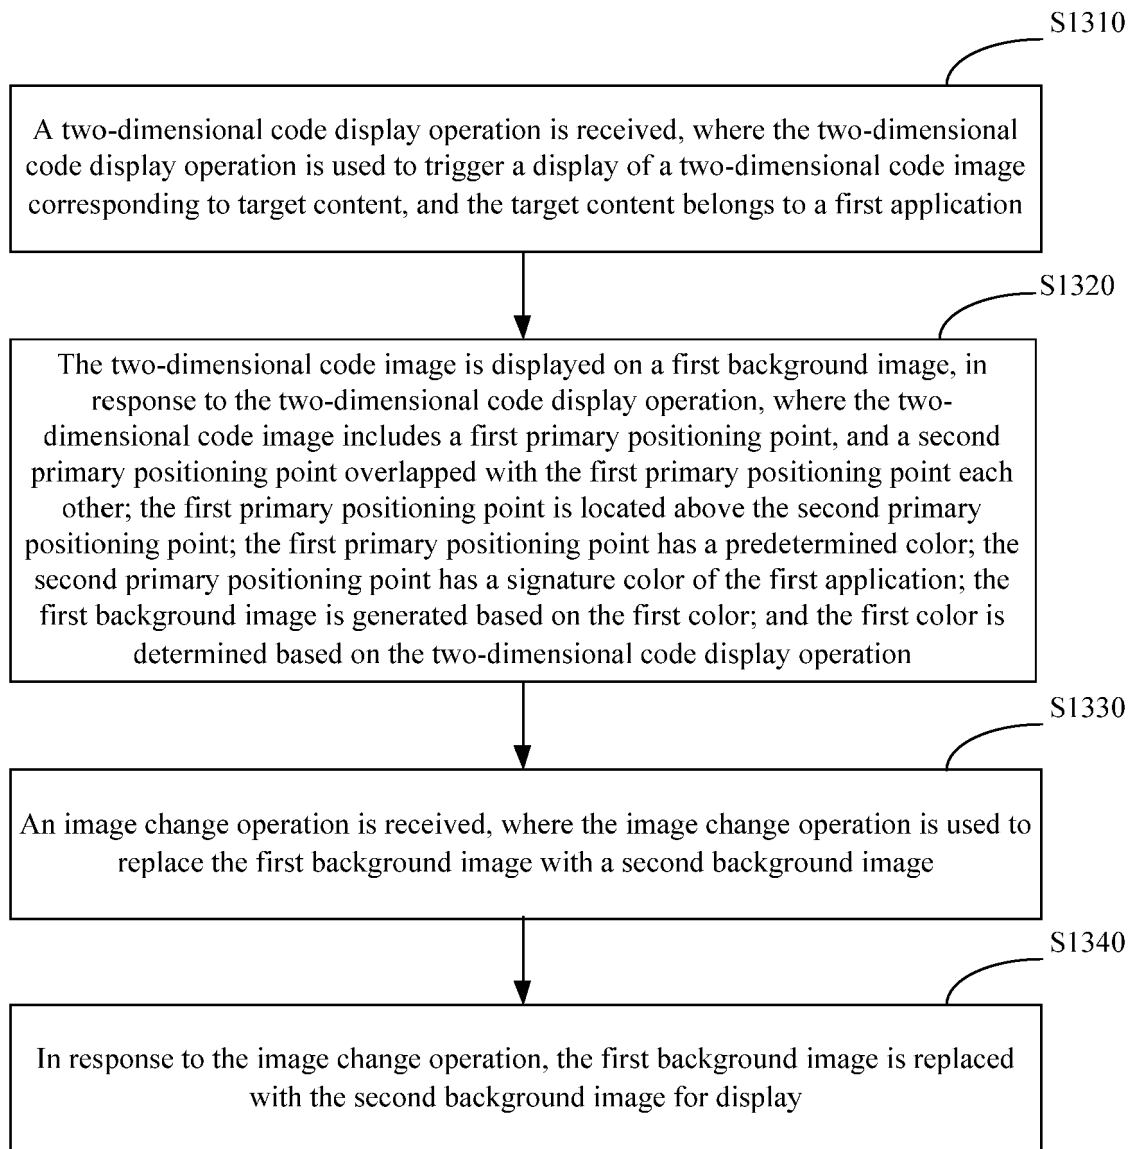 S1310
A two-dimensional code display operation is received, where the two-dimensional
code display operation is used to trigger a display of a two-dimensional code image
corresponding to target content, and the target content belongs to a first application
S1320
The two-dimensional code image is displayed on a first background image, in
response to the two-dimensional code display operation, where the two-
dimensional code image includes a first primary positioning point, and a second
primary positioning point overlapped with the first primary positioning point each
other; the first primary positioning point is located above the second primary
positioning point; the first primary positioning point has a predetermined color; the
second primary positioning point has a signature color of the first application; the
first background image is generated based on the first color; and the first color is
determined based on the two-dimensional code display operation
S1330
An image change operation is received, where the image change operation is used to
replace the first background image with a second background image
S1340
In response to the image change operation, the first background image is replaced
with the second background image for display